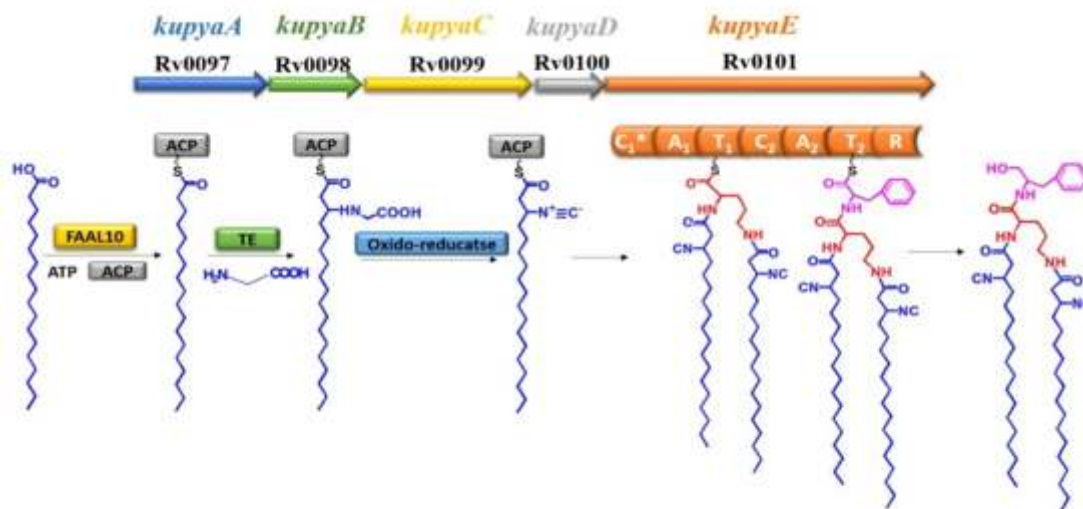 kupyaA kupyaB kupyaC kupyaD kupyaE
Rv0097 Rv0098 Rv0099 Rv0100 Rv0101
ACP ACP ACP C₁* A₁ T₁ C₂ A₂ T₂ R
S S S S S
HO O O O O O O HO
HN COOH N⁺≡C⁻ HN O NH NH
FAAL10 TE Oxido-reducatse
ATP ACP H₂N COOH
O NH O O HN O O HN O
CN NC CN NH O CN NH O
NC